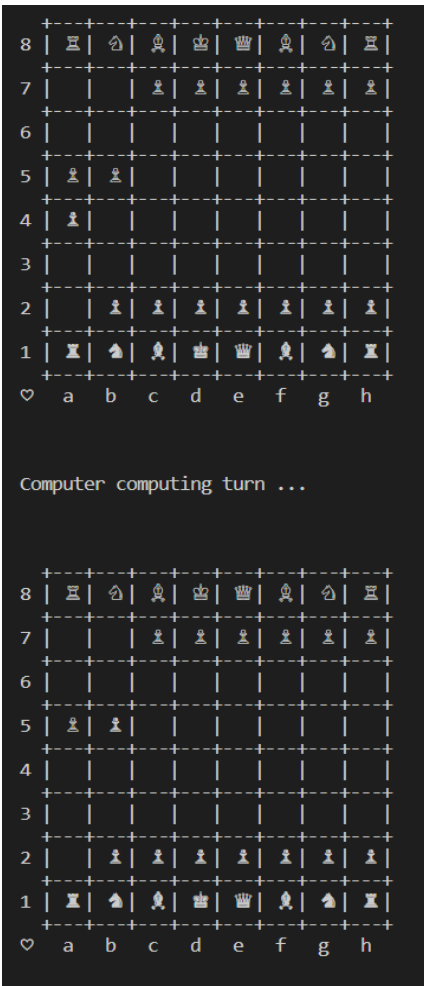 +---+---+---+---+---+---+---+---+
8 | ♖| ♘| ♗| ♔| ♕| ♗| ♘| ♖|
  +---+---+---+---+---+---+---+---+
7 |   |   | ♙| ♙| ♙| ♙| ♙| ♙|
  +---+---+---+---+---+---+---+---+
6 |   |   |   |   |   |   |   |   |
  +---+---+---+---+---+---+---+---+
5 | ♙| ♙|   |   |   |   |   |   |
  +---+---+---+---+---+---+---+---+
4 | ♟| |   |   |   |   |   |   |
  +---+---+---+---+---+---+---+---+
3 |   |   |   |   |   |   |   |   |
  +---+---+---+---+---+---+---+---+
2 |   | ♟| ♟| ♟| ♟| ♟| ♟| ♟|
  +---+---+---+---+---+---+---+---+
1 | ♜| ♞| ♝| ♚| ♛| ♝| ♞| ♜|
  +---+---+---+---+---+---+---+---+
♡ a b c d e f g h
Computer computing turn ...
  +---+---+---+---+---+---+---+---+
8 | ♖| ♘| ♗| ♔| ♕| ♗| ♘| ♖|
  +---+---+---+---+---+---+---+---+
7 |   |   | ♙| ♙| ♙| ♙| ♙| ♙|
  +---+---+---+---+---+---+---+---+
6 |   |   |   |   |   |   |   |   |
  +---+---+---+---+---+---+---+---+
5 | ♙| ♟|   |   |   |   |   |   |
  +---+---+---+---+---+---+---+---+
4 |   |   |   |   |   |   |   |   |
  +---+---+---+---+---+---+---+---+
3 |   |   |   |   |   |   |   |   |
  +---+---+---+---+---+---+---+---+
2 |   | ♟| ♟| ♟| ♟| ♟| ♟| ♟|
  +---+---+---+---+---+---+---+---+
1 | ♜| ♞| ♝| ♚| ♛| ♝| ♞| ♜|
  +---+---+---+---+---+---+---+---+
♡ a b c d e f g h